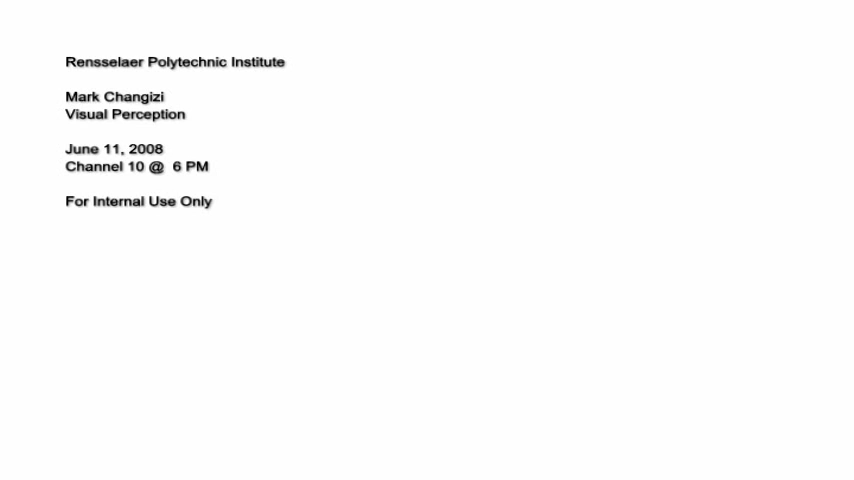 Rensselaer Polytechnic Institute
Mark Changizi
Visual Perception
June 11, 2008
Channel 10 @  6 PM
For Internal Use Only